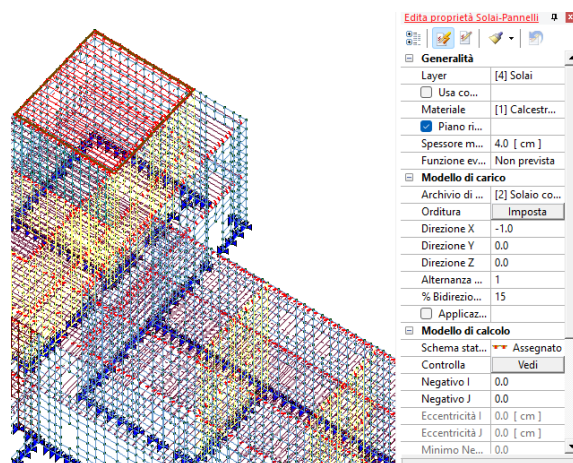 Edita proprietà Solai-Pannelli
Generalità
Layer [4] Solai
Usa co...
Materiale [1] Calcestr...
Piano ri...
Spessore m... 4.0 [ cm ]
Funzione ev... Non prevista
Modello di carico
Archivio di ... [2] Solaio co...
Orditura Imposta
Direzione X -1.0
Direzione Y 0.0
Direzione Z 0.0
Alternanza ... 1
% Bidirezio... 15
Applicaz...
Modello di calcolo
Schema stat... Assegnato
Controlla Vedi
Negativo I 0.0
Negativo J 0.0
Eccentricità I 0.0 [ cm ]
Eccentricità J 0.0 [ cm ]
Minimo Ne... 0.0